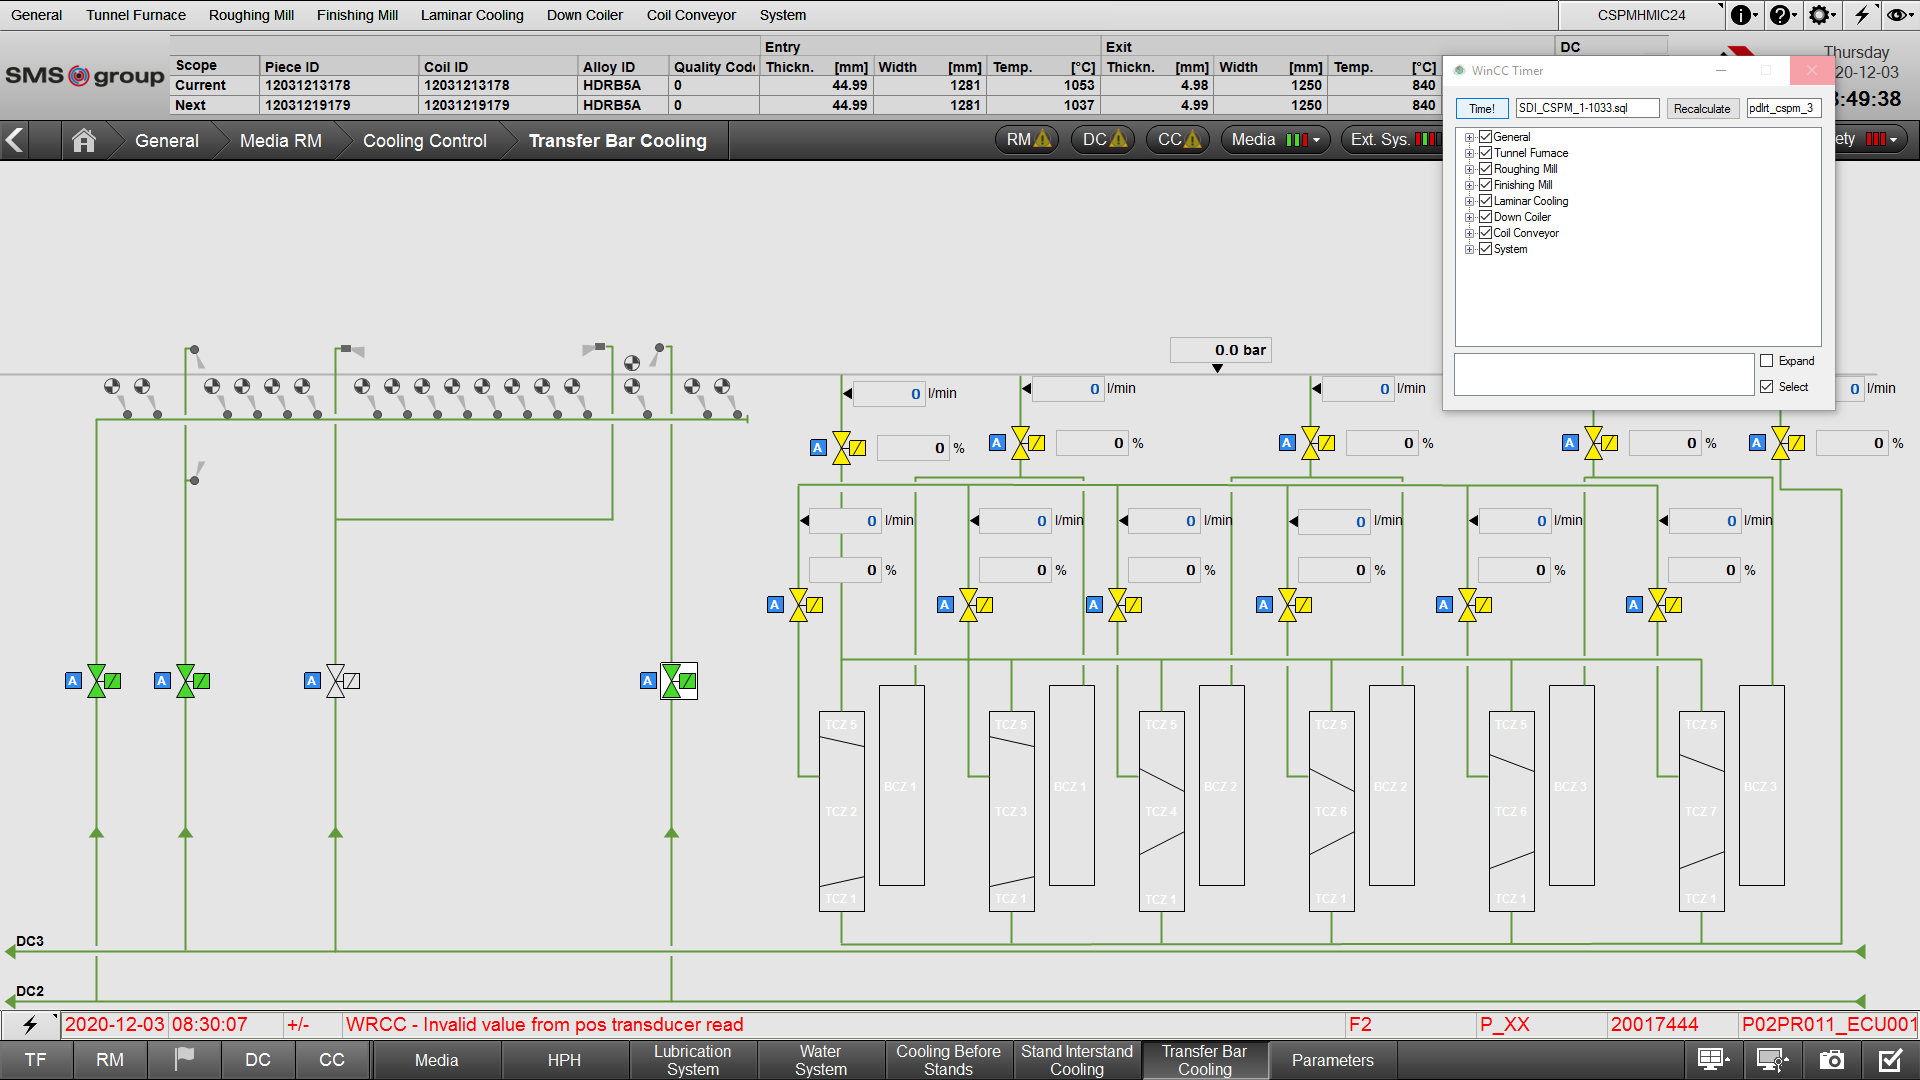 General Tunnel Furnace Roughing Mill Finishing Mill Laminar Cooling Down Coiler Coil Conveyor System CSPMHMIC24
SMS group
Entry Exit DC
Scope Piece ID Coil ID Alloy ID Quality Code Thickn. [mm] Width [mm] Temp. [°C] Thickn. [mm] Width [mm] Temp. [°C]
Current 12031213178 12031213178 HDRB5A 0 44.99 1281 1053 4.98 1250 840
Next 12031219179 12031219179 HDRB5A 0 44.99 1281 1037 4.99 1250 840
Thursday
20-12-03
:49:38
General Media RM Cooling Control Transfer Bar Cooling RM DC CC Media Ext. Sys. ety
WinCC Timer
Time! SDI_CSPM_1-1033.sql Recalculate pdlrt_cspm_3
General
Tunnel Furnace
Roughing Mill
Finishing Mill
Laminar Cooling
Down Coiler
Coil Conveyor
System
Expand
Select
0.0 bar
0 l/min 0 l/min 0 l/min 0 l/min
A 0 % A 0 % A 0 % A 0 % A 0 %
0 l/min 0 l/min 0 l/min 0 l/min 0 l/min 0 l/min
0 % 0 % 0 % 0 % 0 % 0 %
A A A A A A
A A A A
TCZ 5 TCZ 5 TCZ 5 TCZ 5 TCZ 5 TCZ 5
BCZ 1 BCZ 1 BCZ 2 BCZ 2 BCZ 3 BCZ 3
TCZ 2 TCZ 3 TCZ 4 TCZ 6 TCZ 6 TCZ 7
TCZ 1 TCZ 1 TCZ 1 TCZ 1 TCZ 1 TCZ 1
DC3
DC2
2020-12-03 08:30:07 +/- WRCC - Invalid value from pos transducer read F2 P_XX 20017444 P02PR011_ECU001
TF RM DC CC Media HPH Lubrication System Water System Cooling Before Stands Stand Interstand Cooling Transfer Bar Cooling Parameters